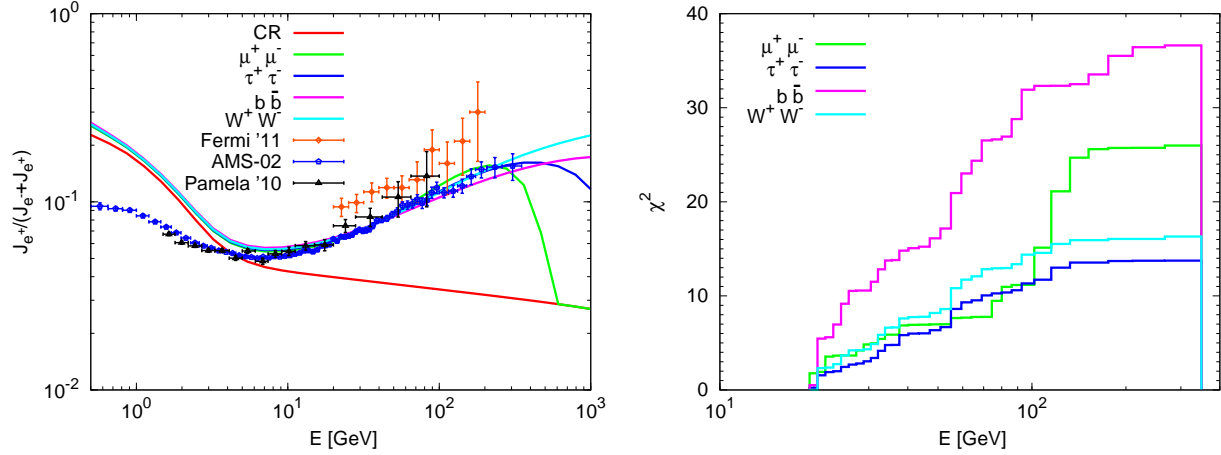 10⁰
10⁻¹
10⁻²
J_e⁺/(J_e⁻+J_e⁺)
CR
μ⁺ μ⁻
τ⁺ τ⁻
b b̄
W⁺ W⁻
Fermi '11
AMS-02
Pamela '10
10⁰ 10¹ 10² 10³
E [GeV]
40
30
20
10
0
χ²
μ⁺ μ⁻
τ⁺ τ⁻
b b̄
W⁺ W⁻
10¹ 10²
E [GeV]